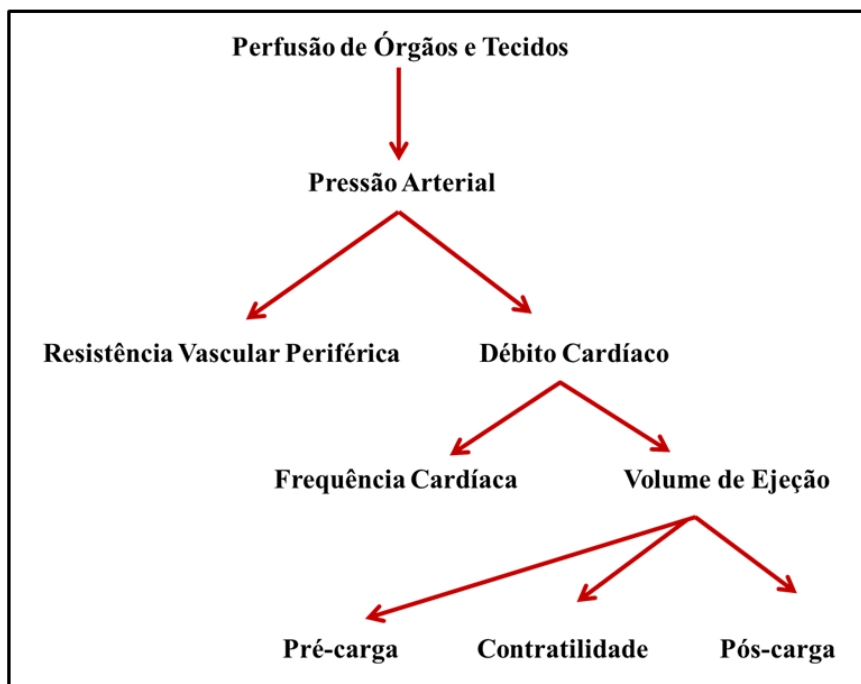 Perfusão de Órgãos e Tecidos
Pressão Arterial
Resistência Vascular Periférica
Débito Cardíaco
Frequência Cardíaca
Volume de Ejeção
Pré-carga
Contratilidade
Pós-carga